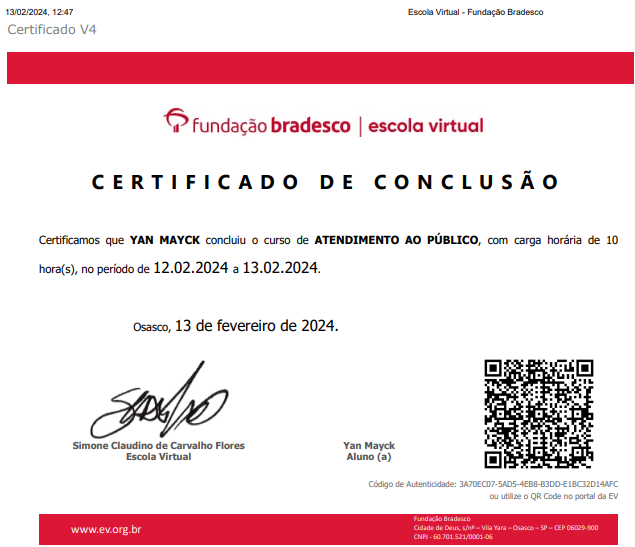 13/02/2024, 12:47 Escola Virtual - Fundação Bradesco
Certificado V4
fundação bradesco | escola virtual
CERTIFICADO DE CONCLUSÃO
Certificamos que YAN MAYCK concluiu o curso de ATENDIMENTO AO PÚBLICO, com carga horária de 10
hora(s), no período de 12.02.2024 a 13.02.2024.
Osasco, 13 de fevereiro de 2024.
Simone Claudino de Carvalho Flores
Escola Virtual
Yan Mayck
Aluno (a)
Código de Autenticidade: 3A70EC07-5AD5-4EB8-B3DD-E1BC32D14AFC
ou utilize o QR Code no portal da EV
www.ev.org.br
Fundação Bradesco
Cidade de Deus, s/nº – Vila Yara – Osasco – SP – CEP 06029-900
CNPJ - 60.701.521/0001-06